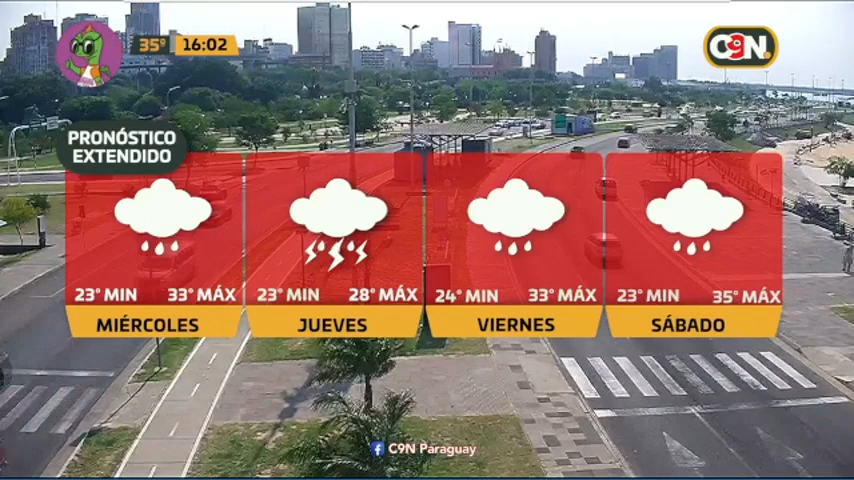 35° 16:02
C9N.
PRONÓSTICO
EXTENDIDO
23° MIN 33° MÁX
MIÉRCOLES
23° MIN 28° MÁX
JUEVES
24° MIN 33° MÁX
VIERNES
23° MIN 35° MÁX
SÁBADO
C9N Paraguay